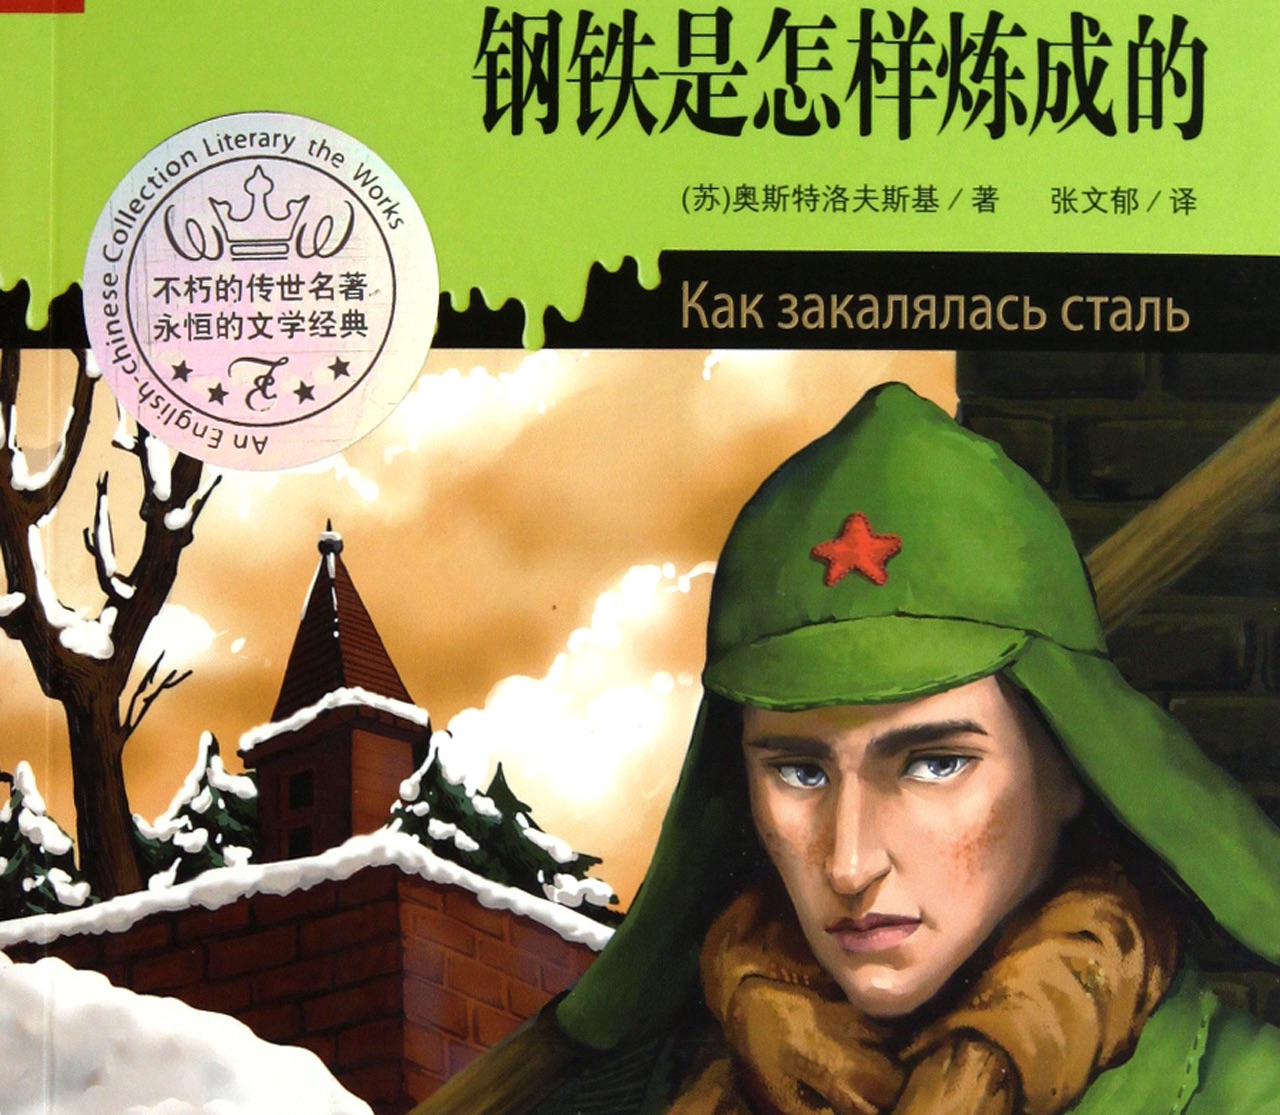 钢铁是怎样炼成的
(苏)奥斯特洛夫斯基/著 张文郁/译
Как закалялась сталь
An English-chinese Collection Literary the Works
不朽的传世名著
永恒的文学经典